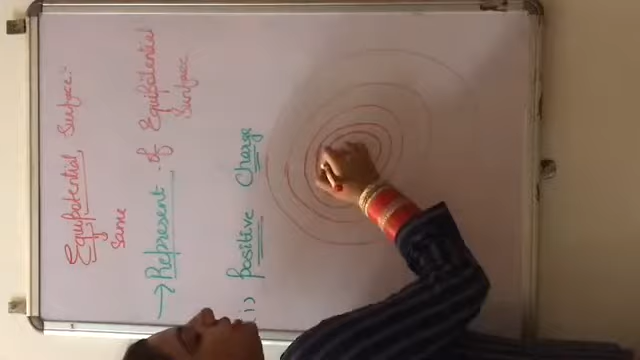 Equipotential Surface:-
Same
→ Represent. of Equipotential
Surface
(i) Positive Charge